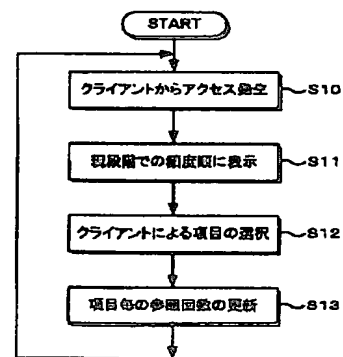 START
クライアントからアクセス発生
S10
現段階での頻度順に表示
S11
クライアントによる項目の選択
S12
項目毎の参照回数の更新
S13